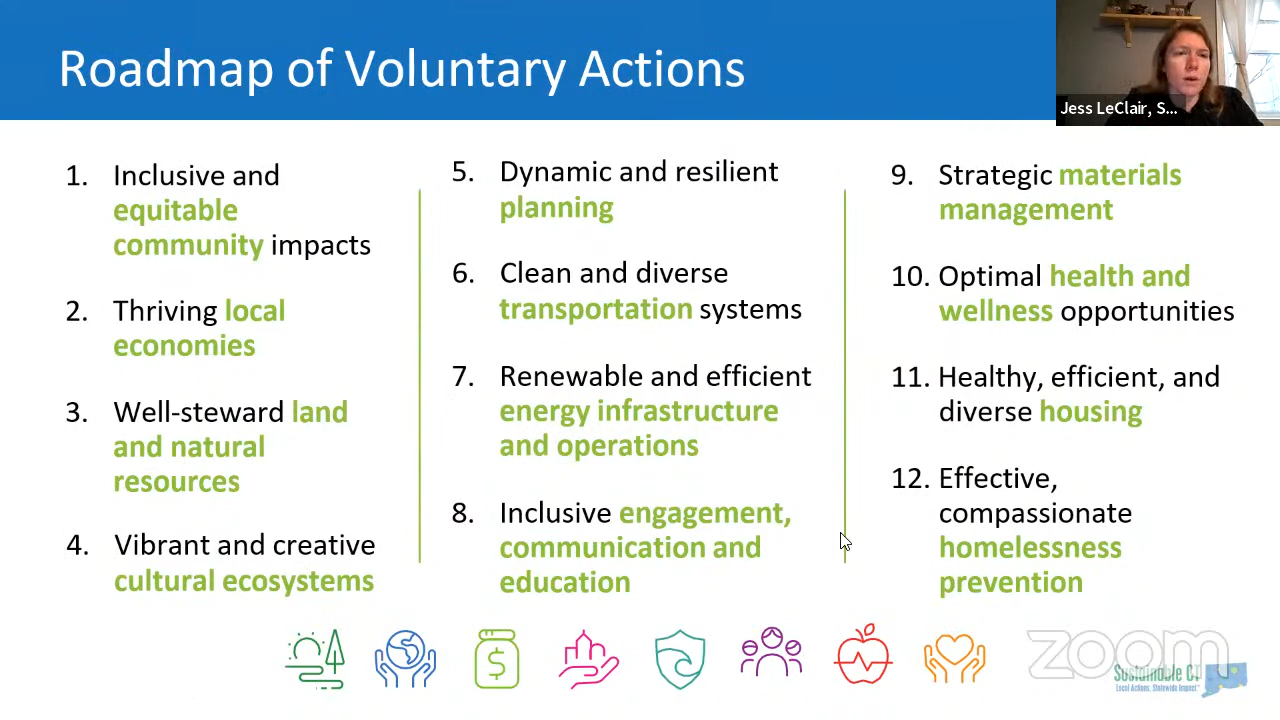 Roadmap of Voluntary Actions
Jess LeClair, S...
1. Inclusive and
equitable
community impacts
2. Thriving local
economies
3. Well-steward land
and natural
resources
4. Vibrant and creative
cultural ecosystems
5. Dynamic and resilient
planning
6. Clean and diverse
transportation systems
7. Renewable and efficient
energy infrastructure
and operations
8. Inclusive engagement,
communication and
education
9. Strategic materials
management
10. Optimal health and
wellness opportunities
11. Healthy, efficient, and
diverse housing
12. Effective,
compassionate
homelessness
prevention
$
zoom
Sustainable CT
Local Actions, Statewide Impact